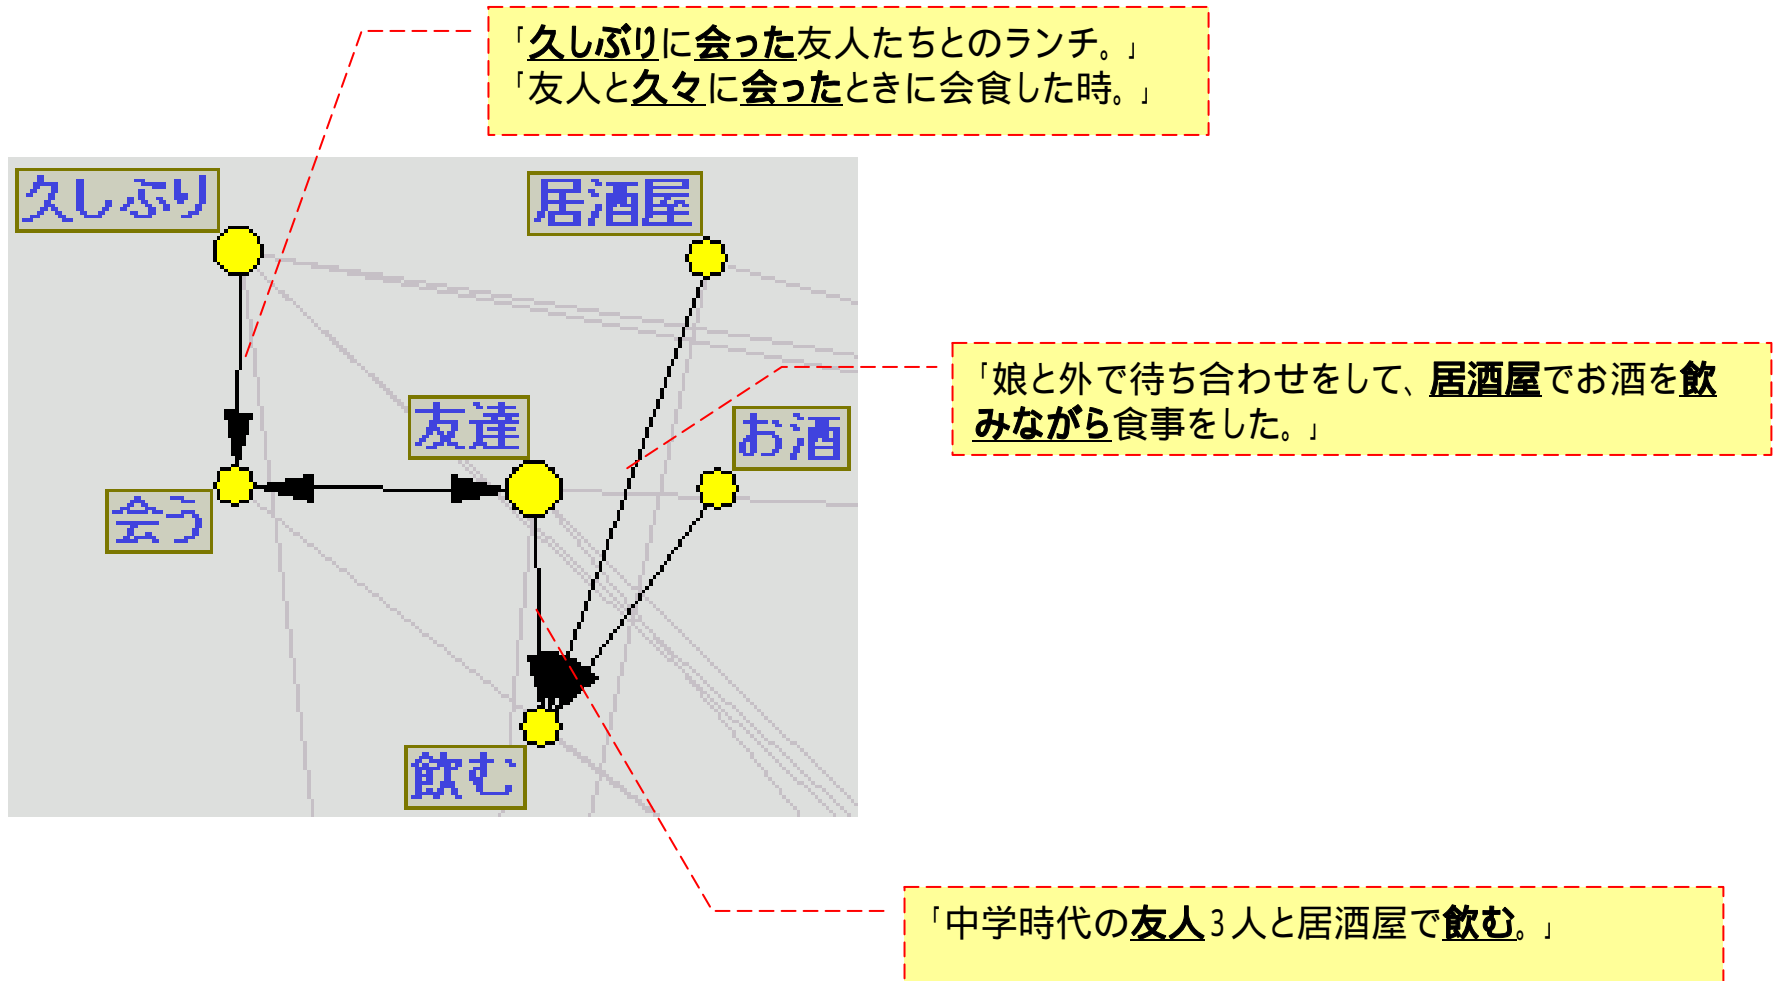 「久しぶりに会った友人たちとのランチ。」
「友人と久々に会ったときに会食した時。」
久しぶり
居酒屋
「娘と外で待ち合わせをして、居酒屋でお酒を飲
みながら食事をした。」
友達
お酒
会う
飲む
「中学時代の友人3人と居酒屋で飲む。」